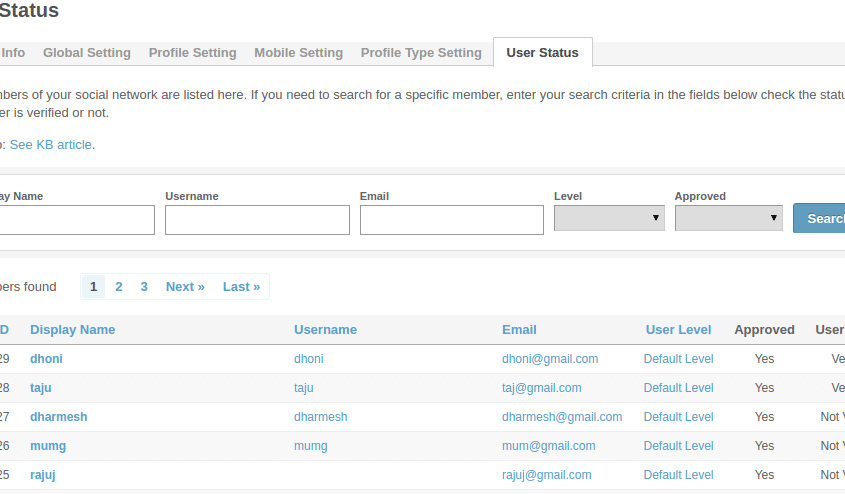 Status
Info Global Setting Profile Setting Mobile Setting Profile Type Setting User Status
nbers of your social network are listed here. If you need to search for a specific member, enter your search criteria in the fields below check the statu
er is verified or not.
o: See KB article.
ay Name Username Email Level Approved
Search
bers found 1 2 3 Next » Last »
ID Display Name Username Email User Level Approved User
29 dhoni dhoni dhoni@gmail.com Default Level Yes Ve
28 taju taju taj@gmail.com Default Level Yes Ve
27 dharmesh dharmesh dharmesh@gmail.com Default Level Yes Not V
26 mumg mumg mum@gmail.com Default Level Yes Not V
25 rajuj rajuj@gmail.com Default Level Yes Not V